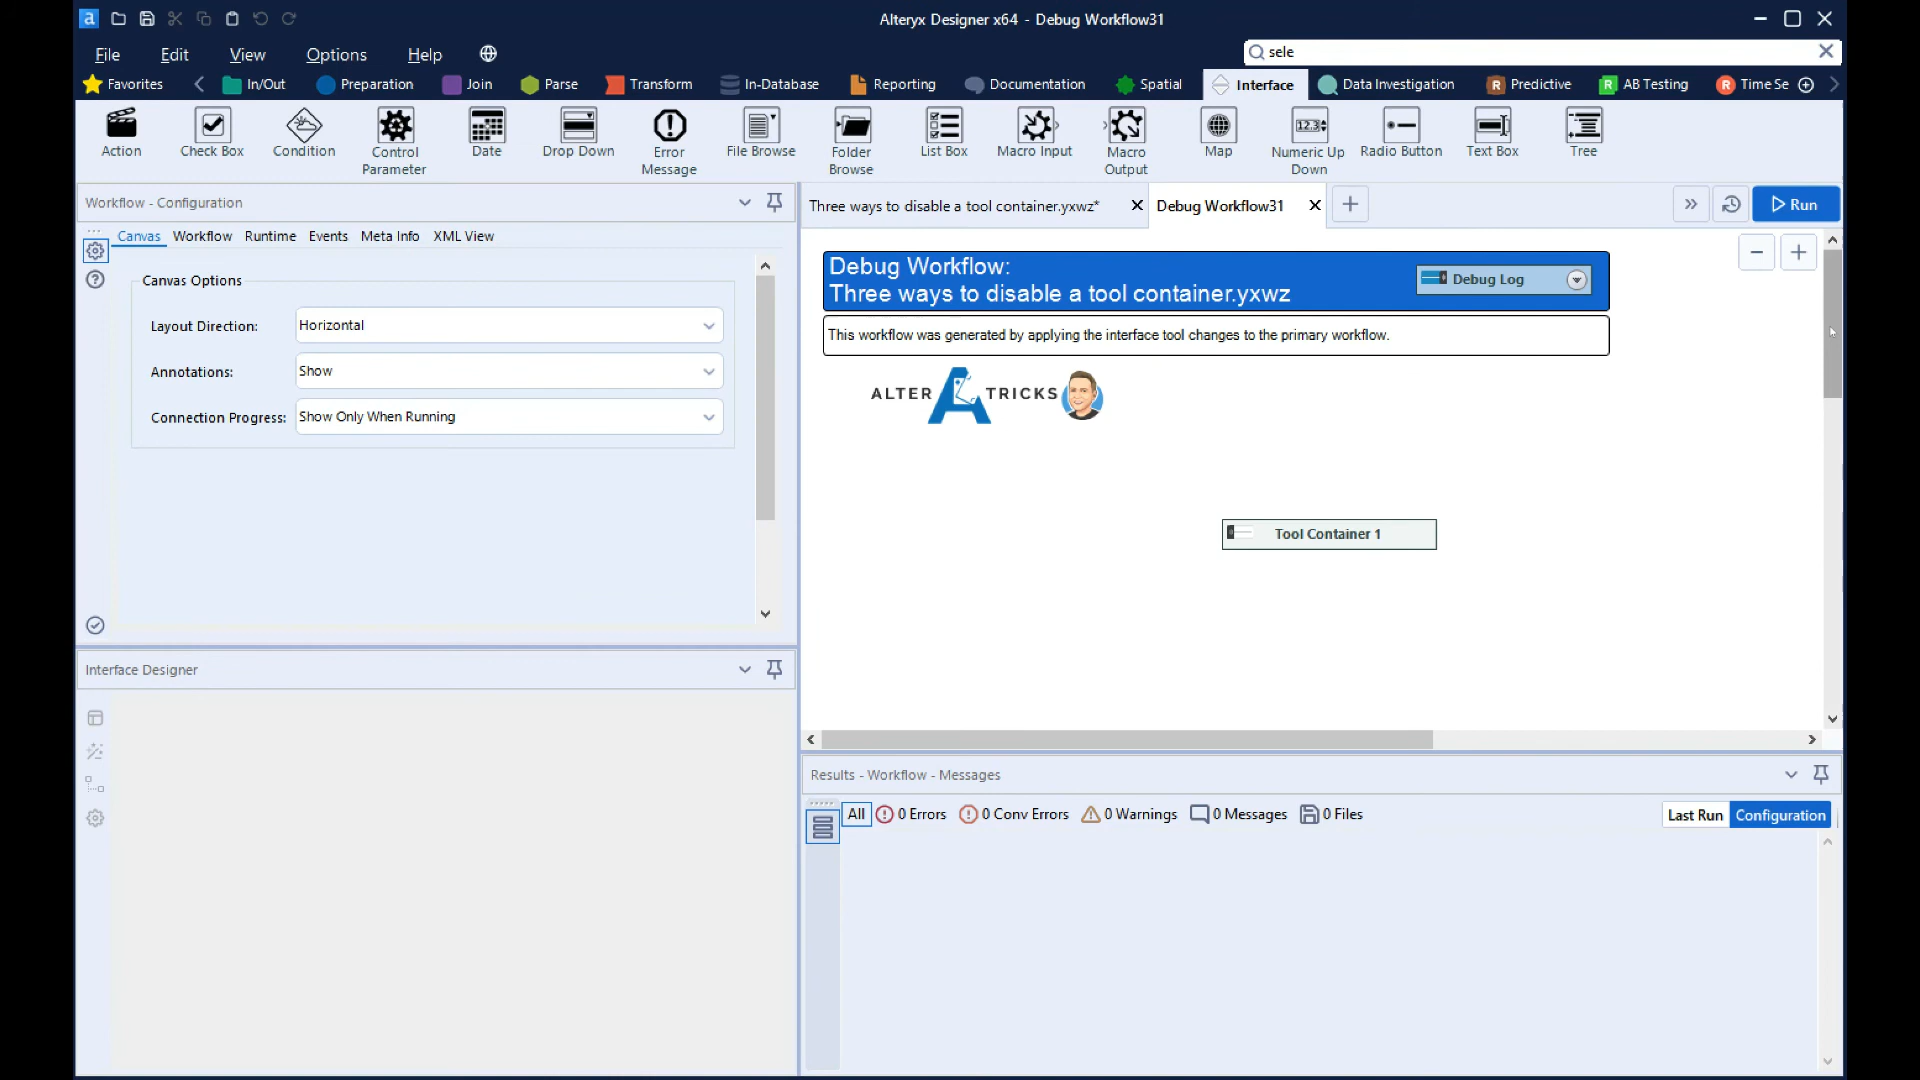 a
Alteryx Designer x64 - Debug Workflow31
File Edit View Options Help
sele
Favorites In/Out Preparation Join Parse Transform In-Database Reporting Documentation Spatial Interface Data Investigation R Predictive R AB Testing R Time Se
Action Check Box Condition Control Parameter Date Drop Down Error Message File Browse Folder Browse List Box Macro Input Macro Output Map Numeric Up Down Radio Button Text Box Tree
Workflow - Configuration
Three ways to disable a tool container.yxwz* Debug Workflow31
Run
Canvas Workflow Runtime Events Meta Info XML View
Canvas Options
Layout Direction: Horizontal
Annotations: Show
Connection Progress: Show Only When Running
Debug Workflow:
Three ways to disable a tool container.yxwz
Debug Log
This workflow was generated by applying the interface tool changes to the primary workflow.
ALTER TRICKS
Tool Container 1
Interface Designer
Results - Workflow - Messages
All 0 Errors 0 Conv Errors 0 Warnings 0 Messages 0 Files
Last Run Configuration